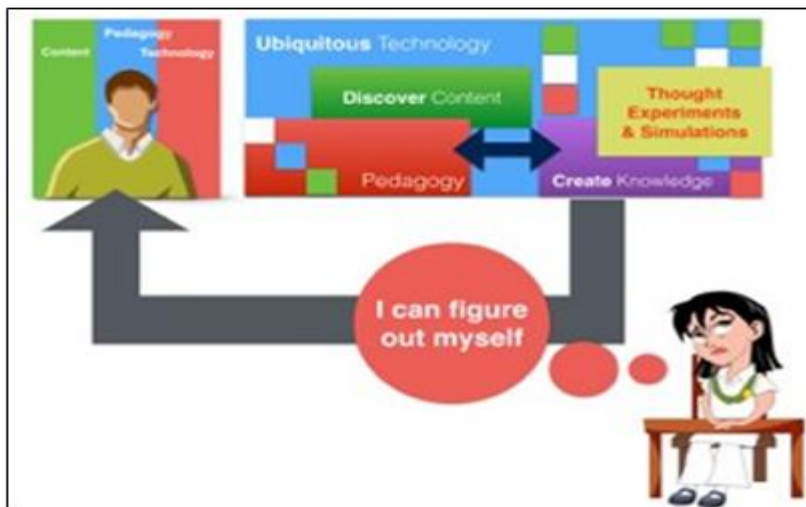 Content
Pedagogy
Technology
Ubiquitous Technology
Discover Content
Thought
Experiments
& Simulations
Pedagogy
Create Knowledge
I can figure
out myself